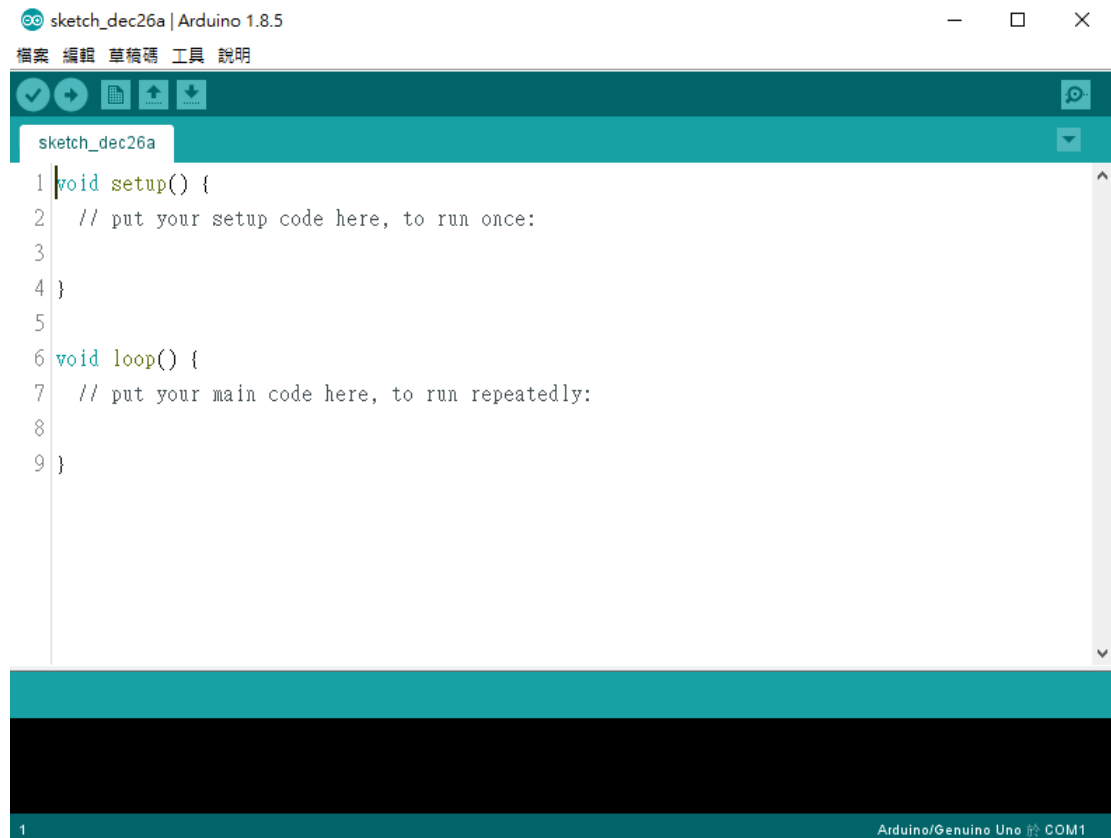 sketch_dec26a | Arduino 1.8.5
檔案 編輯 草稿碼 工具 說明
sketch_dec26a
1 void setup() {
2 // put your setup code here, to run once:
3
4 }
5
6 void loop() {
7 // put your main code here, to run repeatedly:
8
9 }
1 Arduino/Genuino Uno 於 COM1